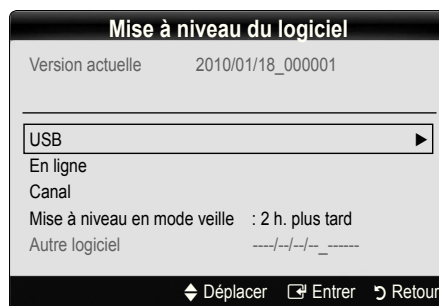 Mise à niveau du logiciel
Version actuelle 2010/01/18_000001
USB
En ligne
Canal
Mise à niveau en mode veille : 2 h. plus tard
Autre logiciel ----/--/--/--_------
Déplacer Entrer Retour